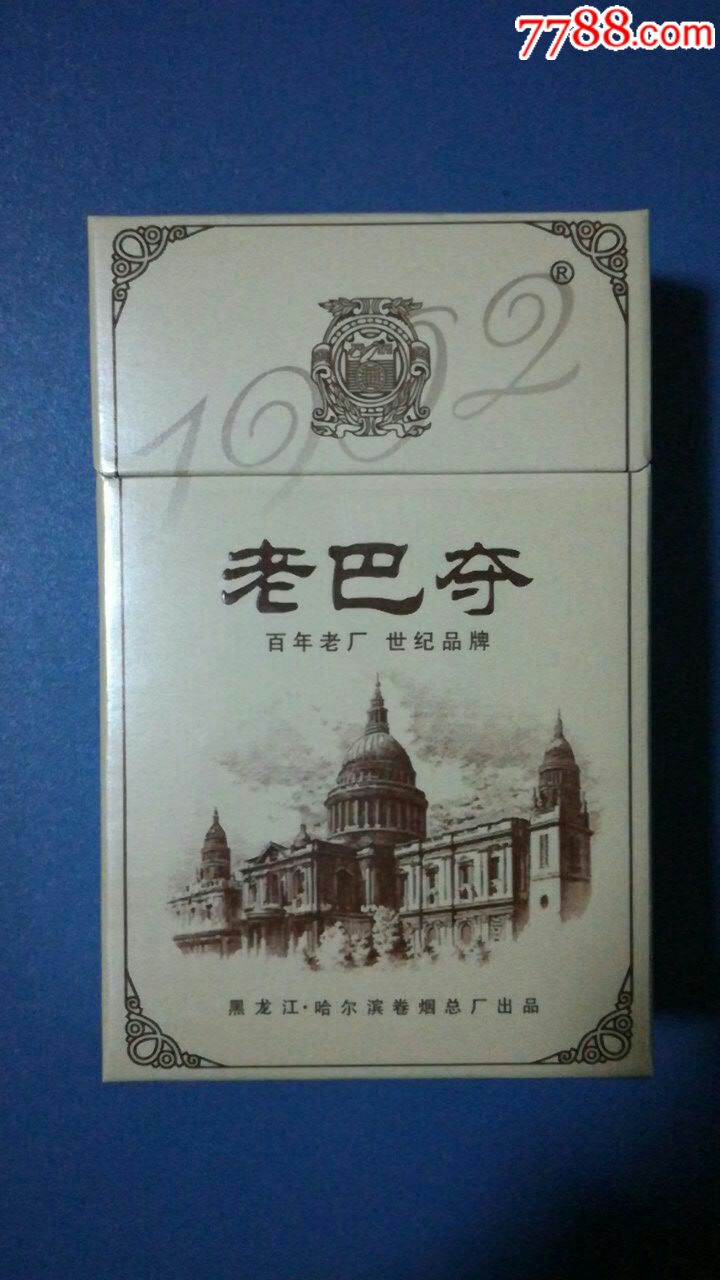 7788.com
®
1902
老巴夺
百年老厂 世纪品牌
黑龙江·哈尔滨卷烟总厂出品